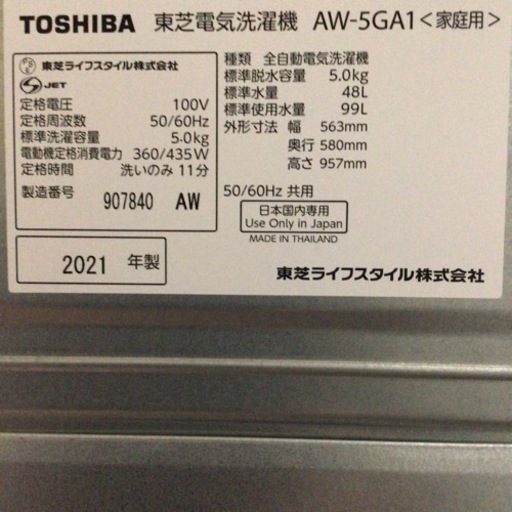 TOSHIBA 東芝電気洗濯機 AW-5GA1<家庭用>
東芝ライフスタイル株式会社
JET
定格電圧 100V
定格周波数 50/60Hz
標準洗濯容量 5.0kg
電動機定格消費電力 360/435W
定格時間 洗いのみ 11分
製造番号 907840 AW
種類 全自動電気洗濯機
標準脱水容量 5.0kg
標準水量 48L
標準使用水量 99L
外形寸法 幅 563mm
奥行 580mm
高さ 957mm
50/60Hz 共用
日本国内専用
Use Only in Japan
MADE IN THAILAND
2021 年製
東芝ライフスタイル株式会社